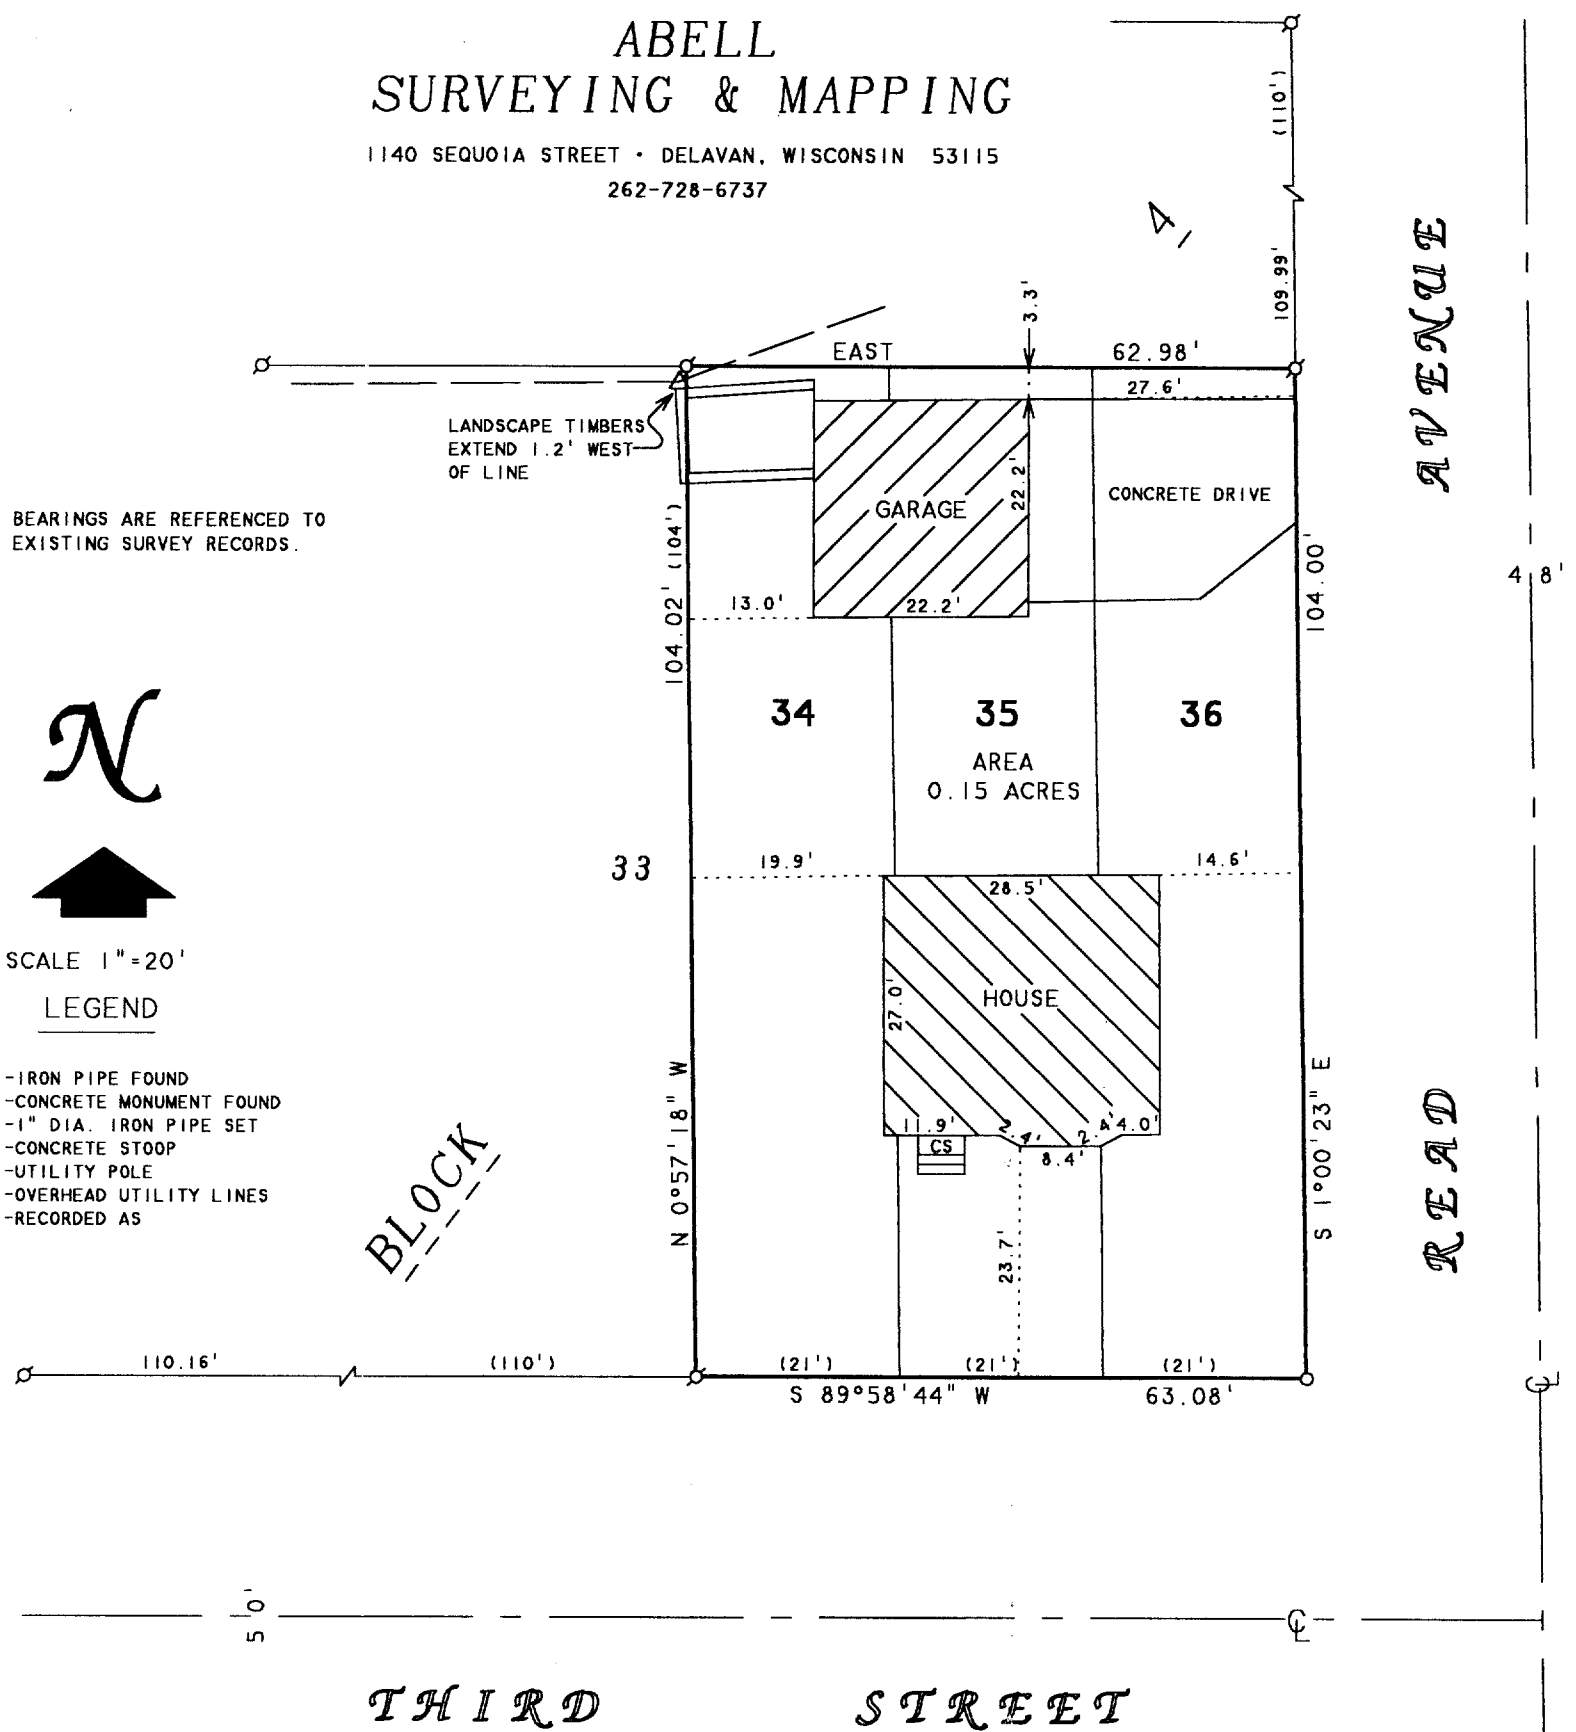 ABELL
SURVEYING & MAPPING
1140 SEQUOIA STREET • DELAVAN, WISCONSIN 53115
262-728-6737
(110')
109.99'
4
3.3'
EAST
62.98'
27.6'
LANDSCAPE TIMBERS
EXTEND 1.2' WEST
OF LINE
22.2'
GARAGE
CONCRETE DRIVE
BEARINGS ARE REFERENCED TO
EXISTING SURVEY RECORDS.
104.02' (104')
13.0'
22.2'
104.00'
AVENUE
48'
N
34
35
36
AREA
0.15 ACRES
33
19.9'
28.5'
14.6'
SCALE 1"=20'
LEGEND
HOUSE
27.0'
-IRON PIPE FOUND
-CONCRETE MONUMENT FOUND
-1" DIA. IRON PIPE SET
-CONCRETE STOOP
-UTILITY POLE
-OVERHEAD UTILITY LINES
-RECORDED AS
11.9'
2.4'
2.4'
4.0'
CS
8.4'
N 0°57'18" W
S 1°00'23" E
READ
BLOCK
23.7'
110.16'
(110')
(21')
(21')
(21')
S 89°58'44" W
63.08'
CL
50'
CL
THIRD STREET